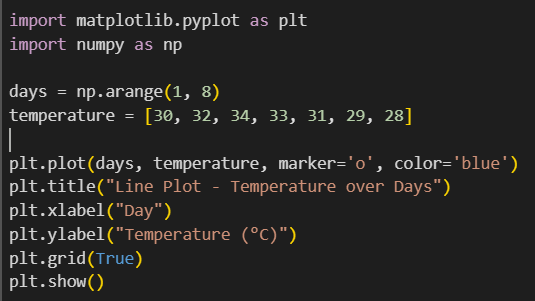 import matplotlib.pyplot as plt
import numpy as np
days = np.arange(1, 8)
temperature = [30, 32, 34, 33, 31, 29, 28]
plt.plot(days, temperature, marker='o', color='blue')
plt.title("Line Plot - Temperature over Days")
plt.xlabel("Day")
plt.ylabel("Temperature (°C)")
plt.grid(True)
plt.show()